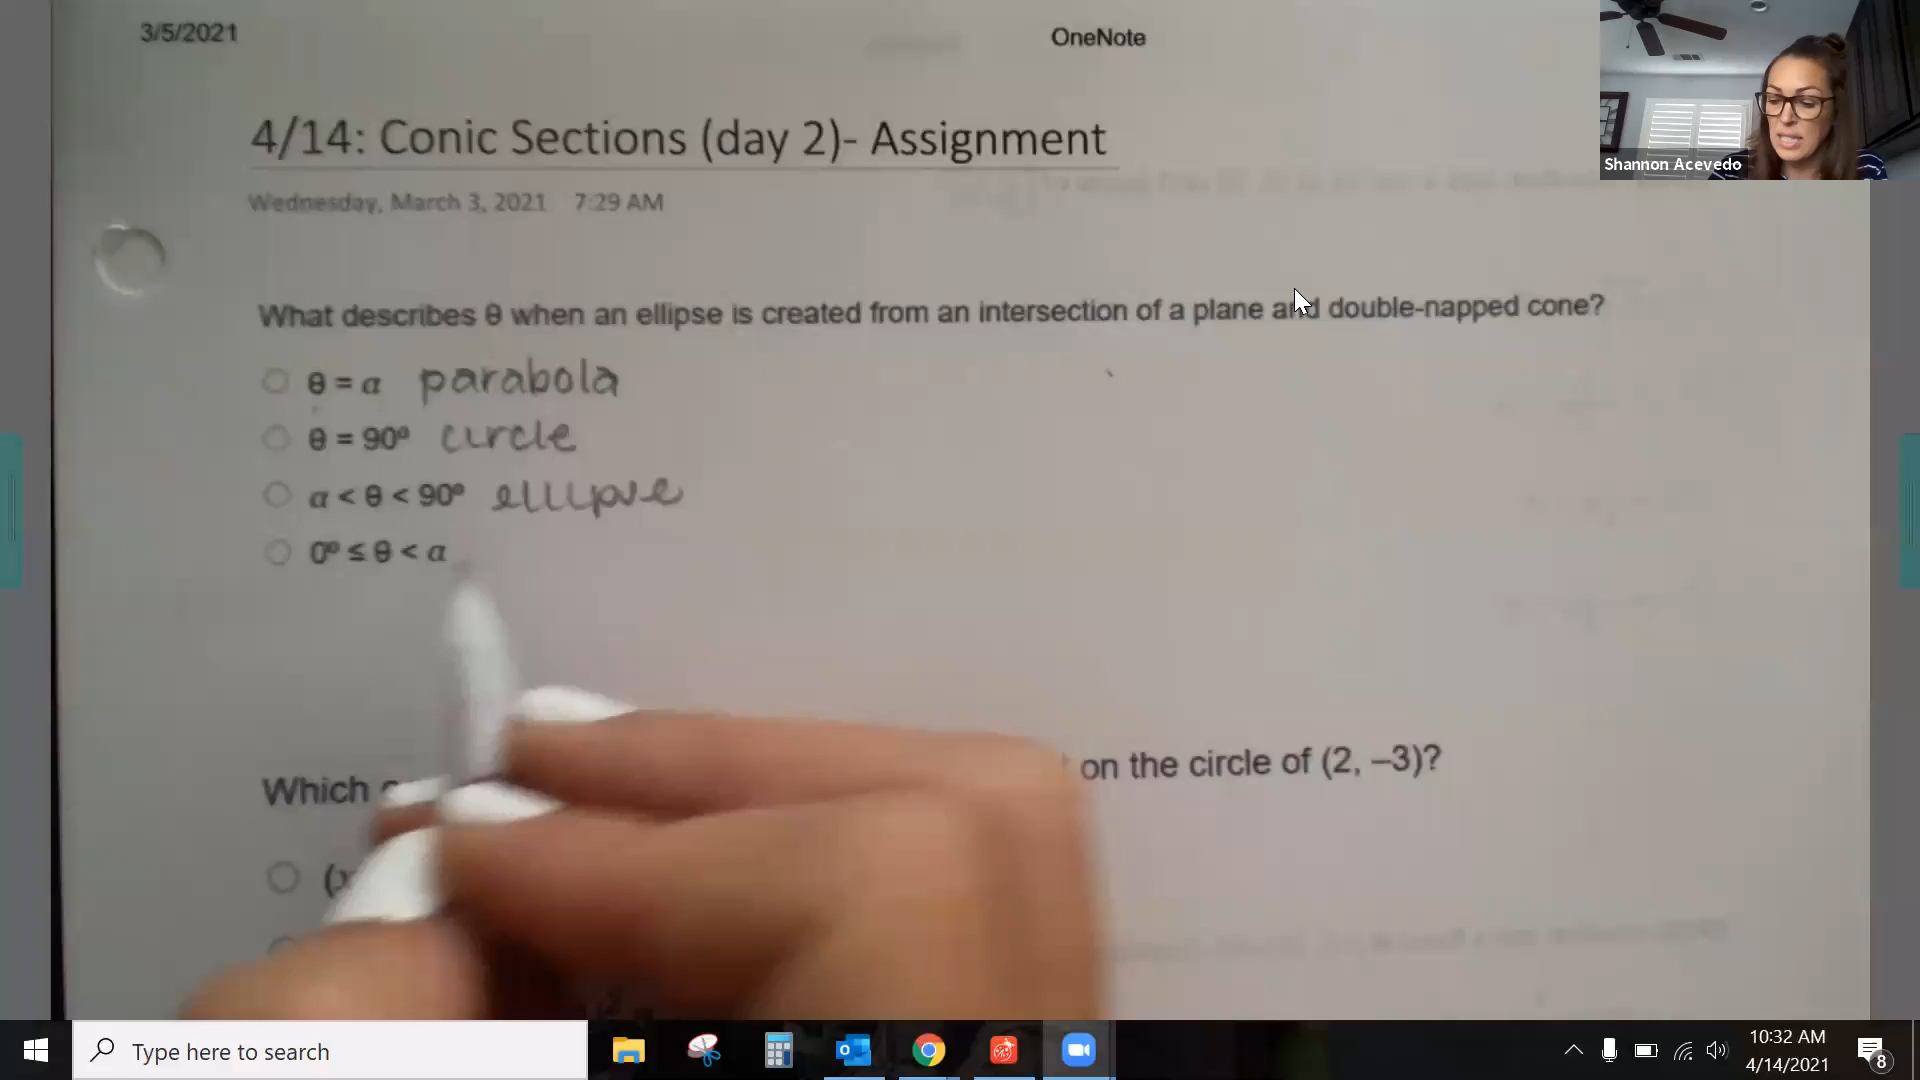 3/5/2021
OneNote
4/14: Conic Sections (day 2)- Assignment
Shannon Acevedo
Wednesday, March 3, 2021 7:29 AM
What describes θ when an ellipse is created from an intersection of a plane and double-napped cone?
θ = α parabola
θ = 90º circle
α < θ < 90º ellipse
0º ≤ θ < α
Which on the circle of (2, –3)?
(x
Type here to search
10:32 AM
4/14/2021
8